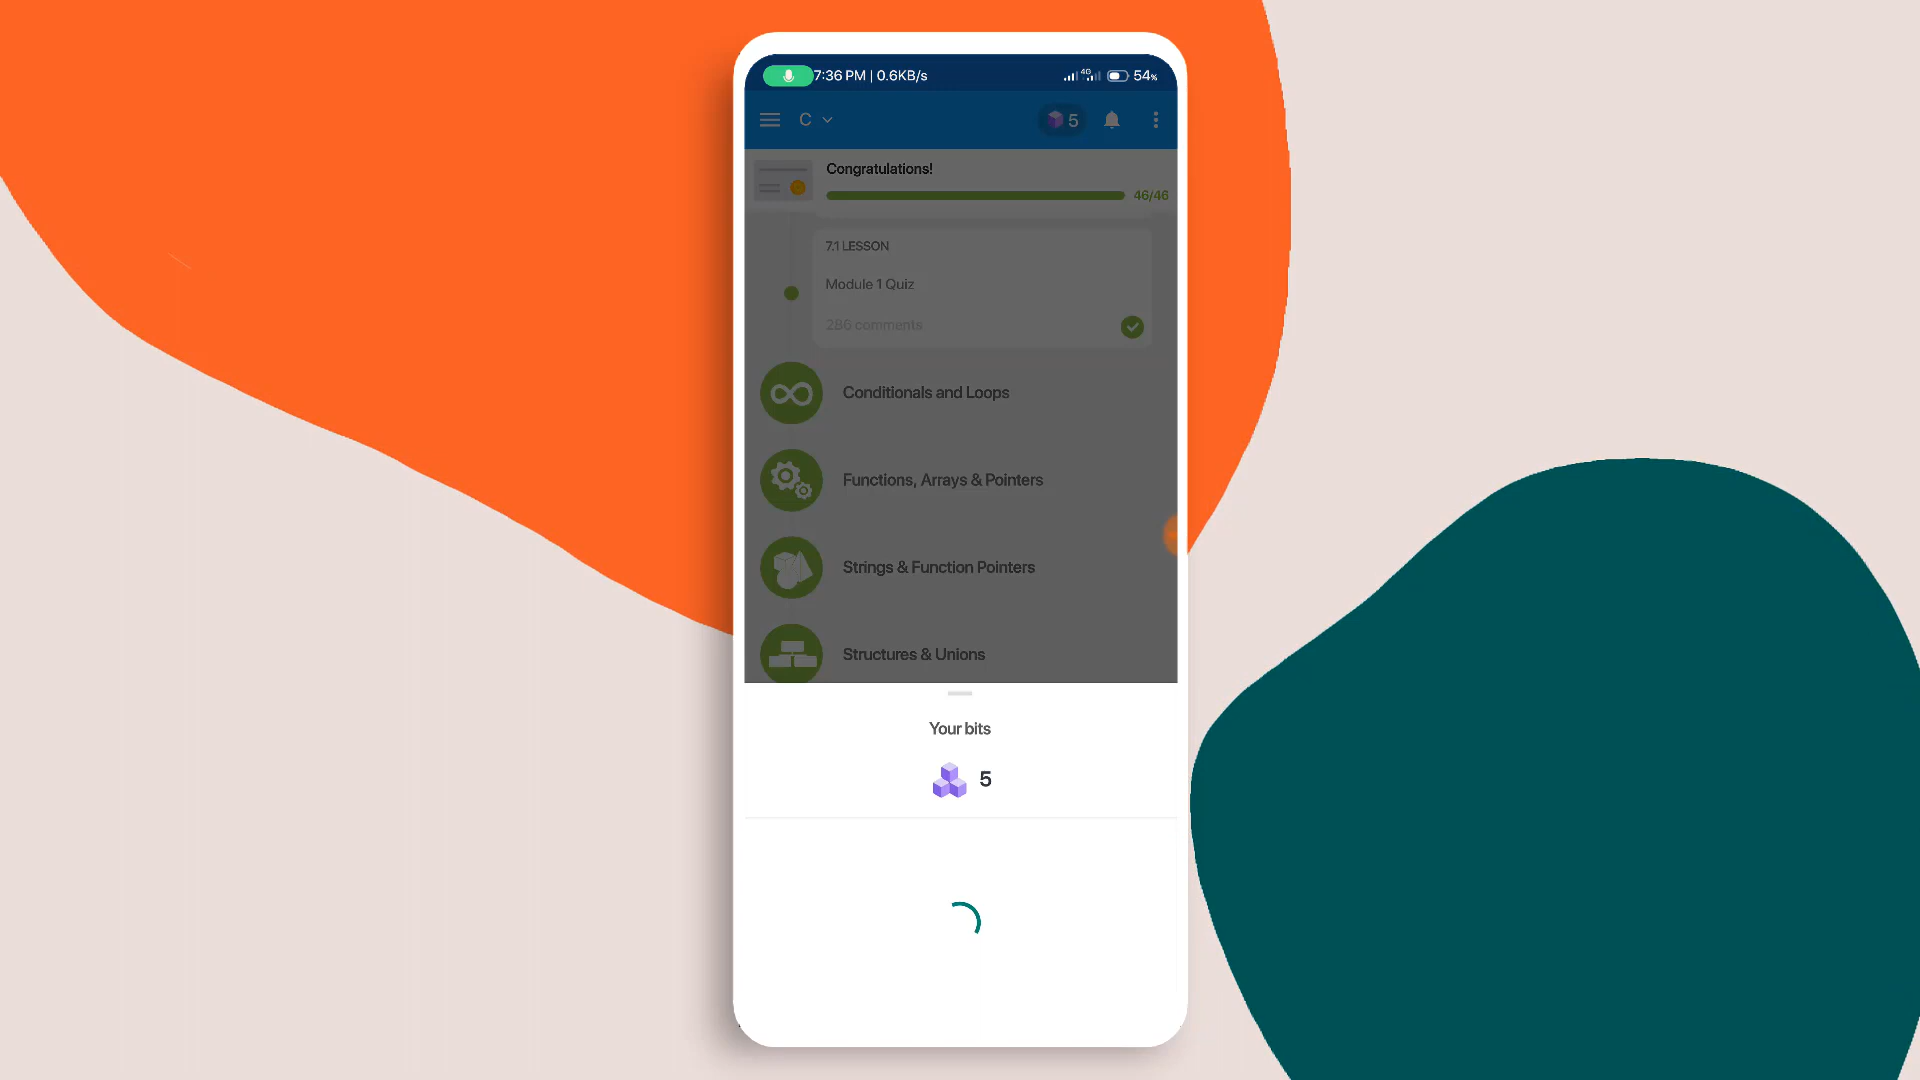 7:36 PM | 0.6KB/s
4G
54%
C
5
Congratulations!
46/46
7.1 LESSON
Module 1 Quiz
286 comments
Conditionals and Loops
Functions, Arrays & Pointers
Strings & Function Pointers
Structures & Unions
Your bits
5